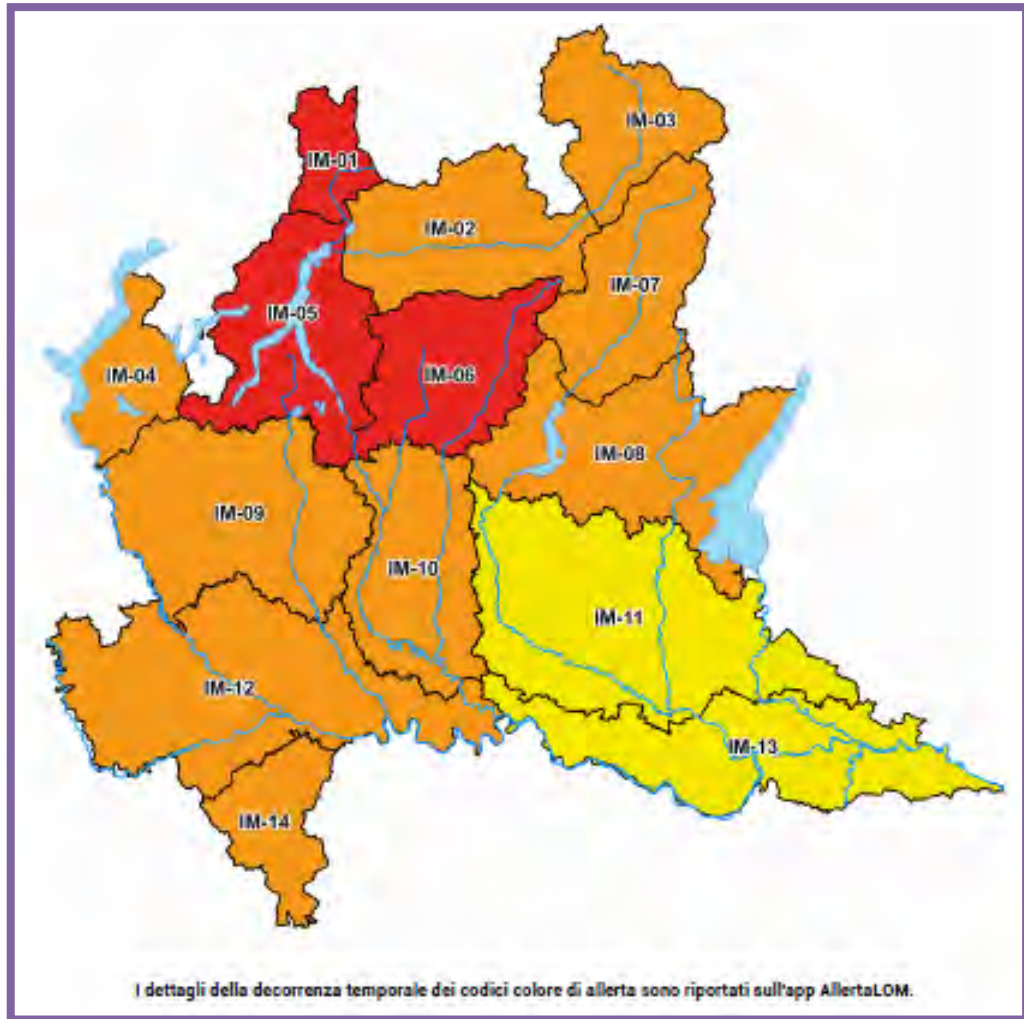 IM-03
IM-01
IM-02
IM-07
IM-05
IM-04
IM-06
IM-08
IM-09
IM-10
IM-11
IM-12
IM-13
IM-14
I dettagli della decorrenza temporale dei codici colore di allerta sono riportati sull'app AllertaLOM.